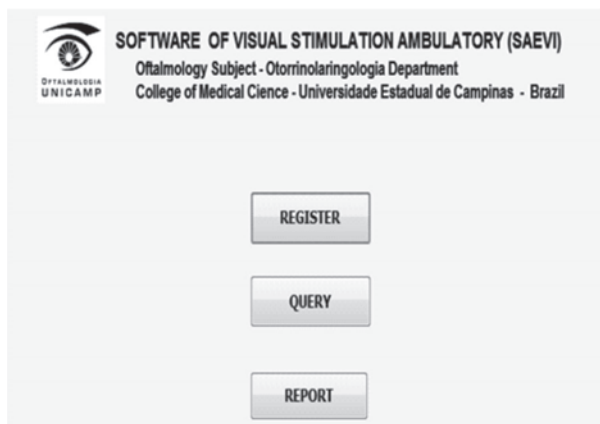 SOFTWARE OF VISUAL STIMULATION AMBULATORY (SAEVI)
Oftalmology Subject - Otorrinolaringologia Department
College of Medical Cience - Universidade Estadual de Campinas - Brazil
OFTALMOLOGIA
UNICAMP
REGISTER
QUERY
REPORT